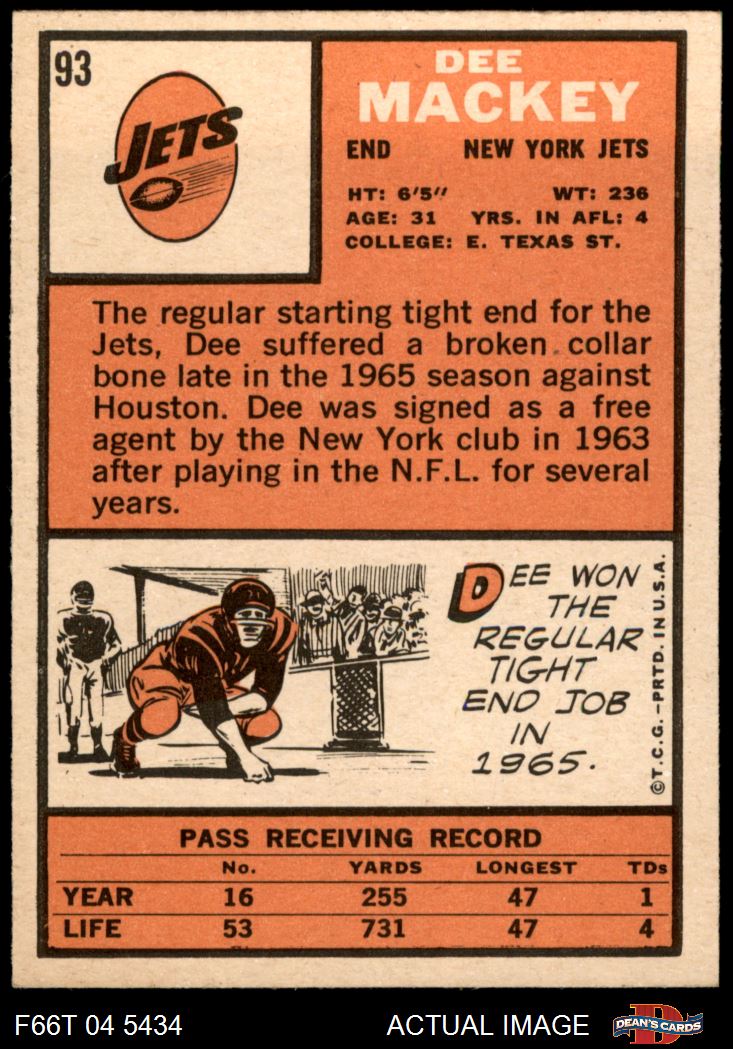 93
JETS
DEE
MACKEY
END NEW YORK JETS
HT: 6'5" WT: 236
AGE: 31 YRS. IN AFL: 4
COLLEGE: E. TEXAS ST.
The regular starting tight end for the
Jets, Dee suffered a broken collar
bone late in the 1965 season against
Houston. Dee was signed as a free
agent by the New York club in 1963
after playing in the N.F.L. for several
years.
DEE WON
THE
REGULAR
TIGHT
END JOB
IN
1965.
©T.C.G.-PRTD. IN U.S.A.
PASS RECEIVING RECORD
No. YARDS LONGEST TDs
YEAR 16 255 47 1
LIFE 53 731 47 4
F66T 04 5434 ACTUAL IMAGE D DEAN'S CARDS